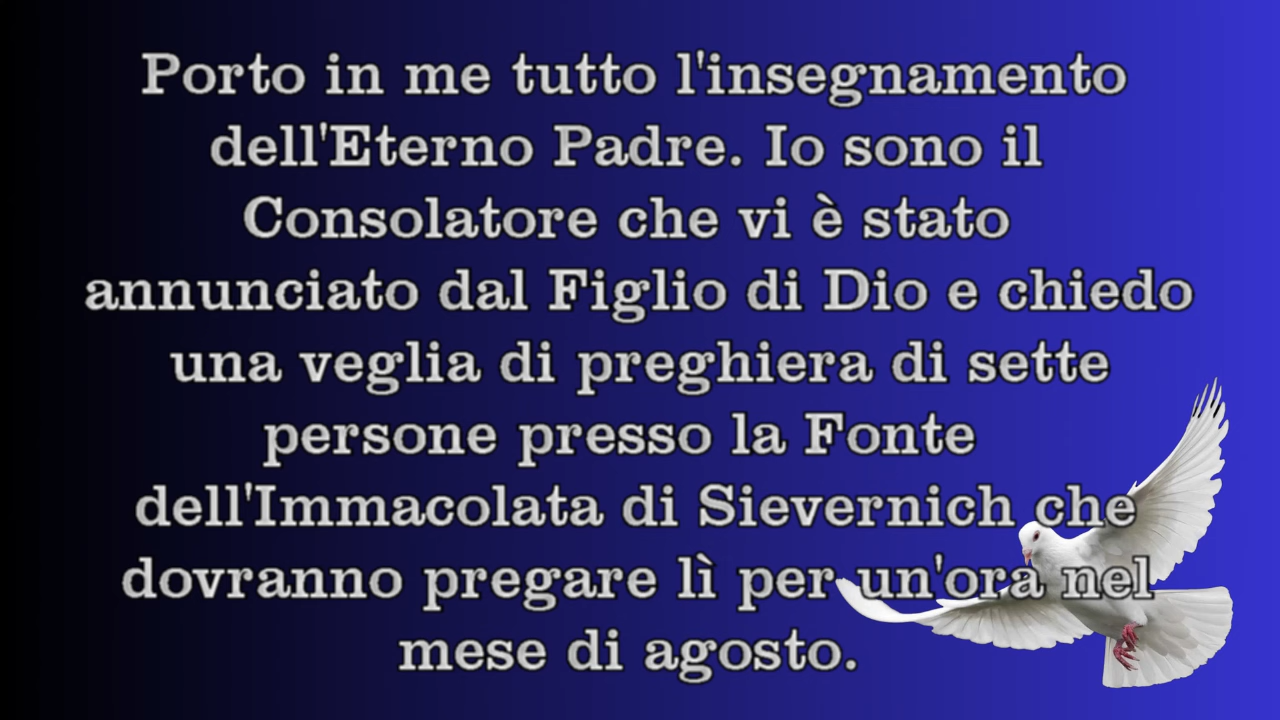 Porto in me tutto l'insegnamento
dell'Eterno Padre. Io sono il
Consolatore che vi è stato
annunciato dal Figlio di Dio e chiedo
una veglia di preghiera di sette
persone presso la Fonte
dell'Immacolata di Sievernich che
dovranno pregare lì per un'ora nel
mese di agosto.